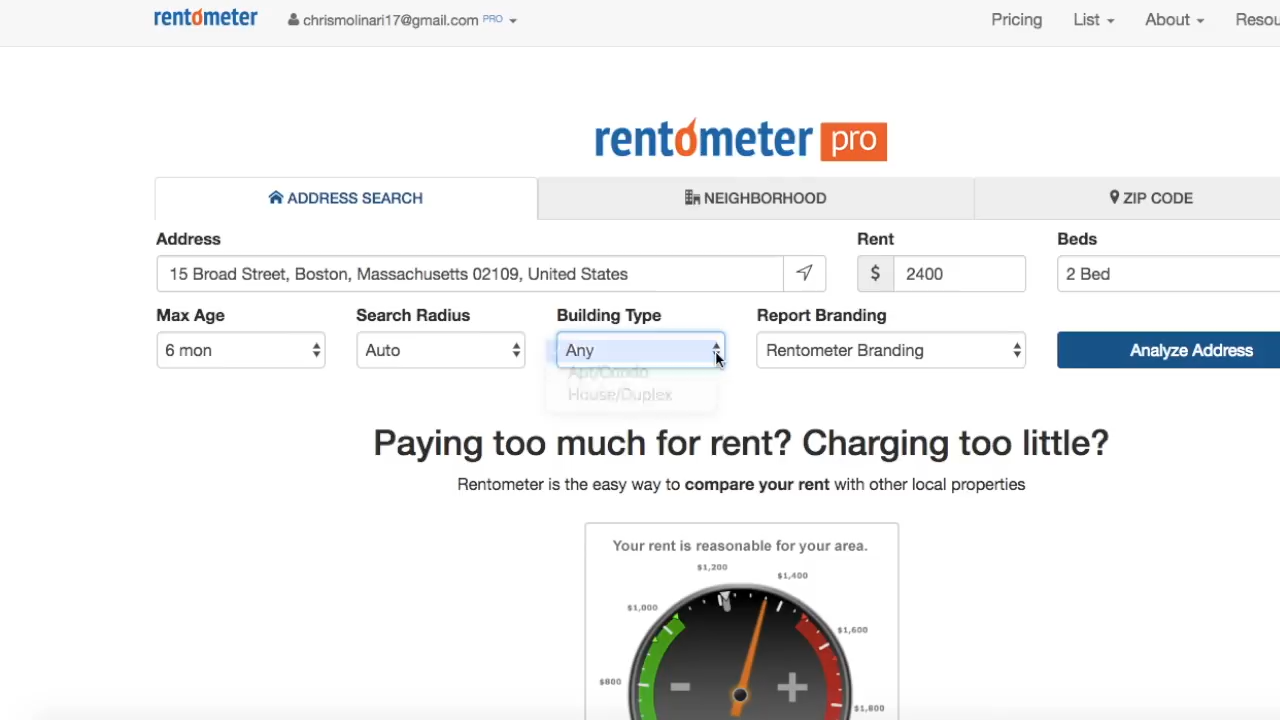 rentometer chrismolinari17@gmail.com PRO Pricing List About Resou
rentometer pro
ADDRESS SEARCH NEIGHBORHOOD ZIP CODE
Address Rent Beds
15 Broad Street, Boston, Massachusetts 02109, United States $ 2400 2 Bed
Max Age Search Radius Building Type Report Branding
6 mon Auto Any Rentometer Branding Analyze Address
Apt/Condo
House/Duplex
Paying too much for rent? Charging too little?
Rentometer is the easy way to compare your rent with other local properties
Your rent is reasonable for your area.
$1,200
$1,400
$1,000
$1,600
$800
$1,800